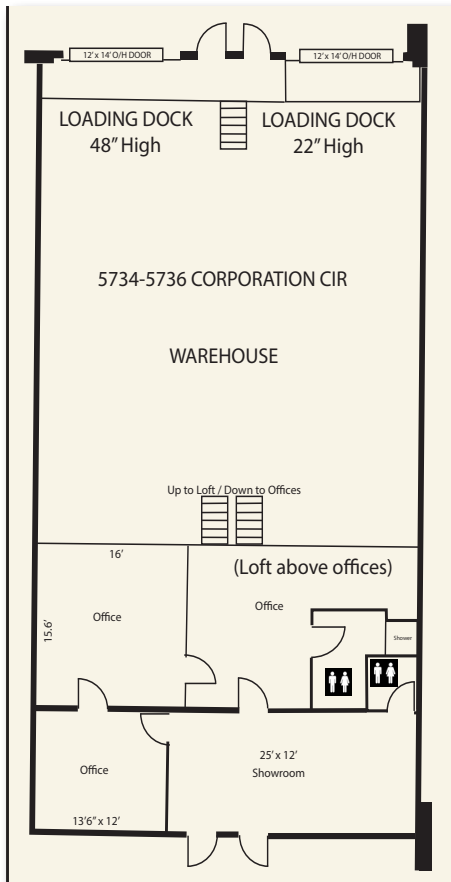 12' x 14' O/H DOOR
12' x 14' O/H DOOR
LOADING DOCK
48” High
LOADING DOCK
22” High
5734-5736 CORPORATION CIR
WAREHOUSE
Up to Loft / Down to Offices
16'
(Loft above offices)
Office
Office
15.6'
Shower
25' x 12'
Showroom
Office
13'6" x 12'